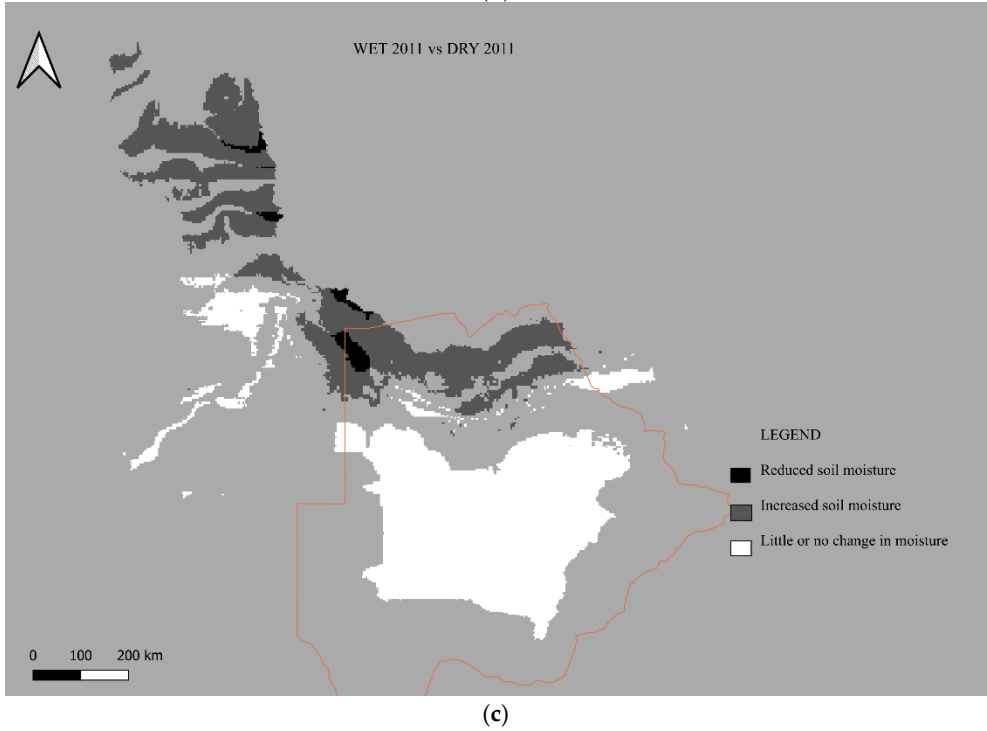 WET 2011 vs DRY 2011
LEGEND
Reduced soil moisture
Increased soil moisture
Little or no change in moisture
0 100 200 km
(c)